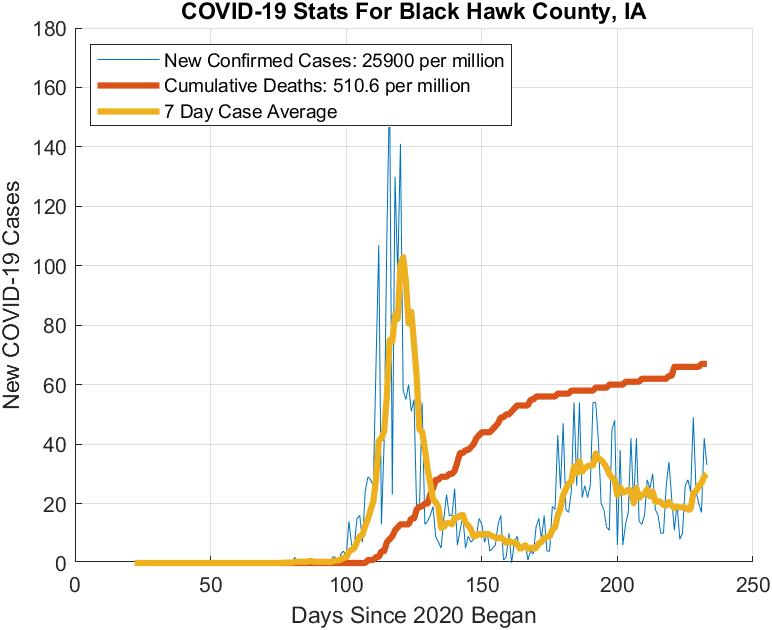 COVID-19 Stats For Black Hawk County, IA
New Confirmed Cases: 25900 per million
Cumulative Deaths: 510.6 per million
7 Day Case Average
New COVID-19 Cases
180
160
140
120
100
80
60
40
20
0
0 50 100 150 200 250
Days Since 2020 Began